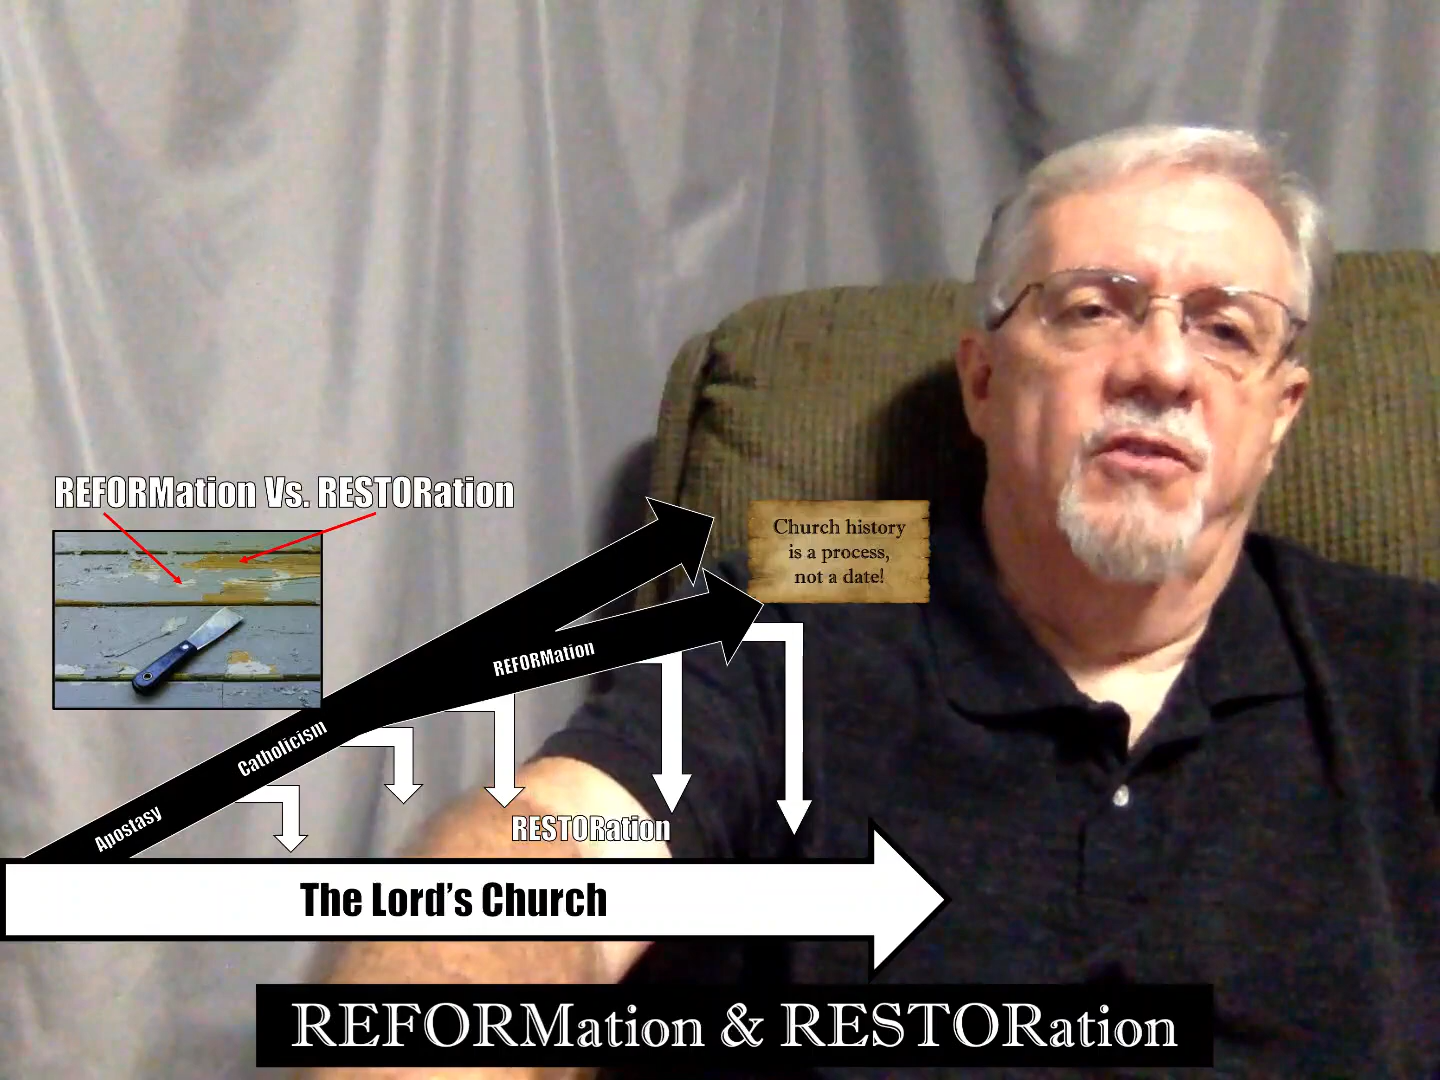 REFORMation Vs. RESTORation
Church history
is a process,
not a date!
REFORMation
Catholicism
Apostasy
RESTORation
The Lord's Church
REFORMation & RESTORation